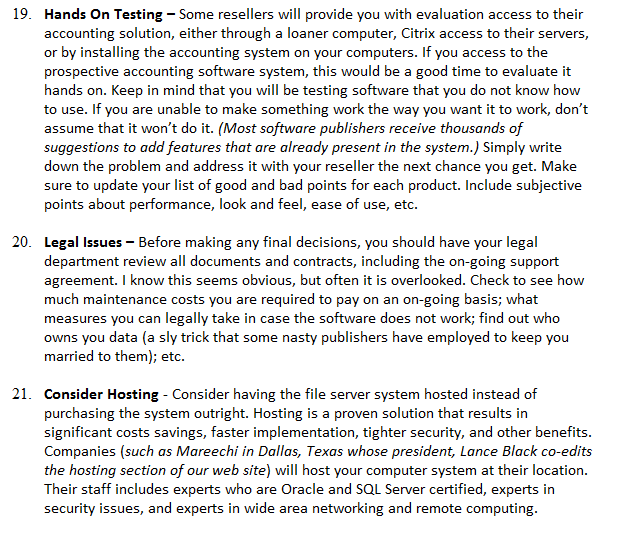 19. Hands On Testing – Some resellers will provide you with evaluation access to their
accounting solution, either through a loaner computer, Citrix access to their servers,
or by installing the accounting system on your computers. If you access to the
prospective accounting software system, this would be a good time to evaluate it
hands on. Keep in mind that you will be testing software that you do not know how
to use. If you are unable to make something work the way you want it to work, don't
assume that it won't do it. (Most software publishers receive thousands of
suggestions to add features that are already present in the system.) Simply write
down the problem and address it with your reseller the next chance you get. Make
sure to update your list of good and bad points for each product. Include subjective
points about performance, look and feel, ease of use, etc.
20. Legal Issues – Before making any final decisions, you should have your legal
department review all documents and contracts, including the on-going support
agreement. I know this seems obvious, but often it is overlooked. Check to see how
much maintenance costs you are required to pay on an on-going basis; what
measures you can legally take in case the software does not work; find out who
owns you data (a sly trick that some nasty publishers have employed to keep you
married to them); etc.
21. Consider Hosting - Consider having the file server system hosted instead of
purchasing the system outright. Hosting is a proven solution that results in
significant costs savings, faster implementation, tighter security, and other benefits.
Companies (such as Mareechi in Dallas, Texas whose president, Lance Black co-edits
the hosting section of our web site) will host your computer system at their location.
Their staff includes experts who are Oracle and SQL Server certified, experts in
security issues, and experts in wide area networking and remote computing.